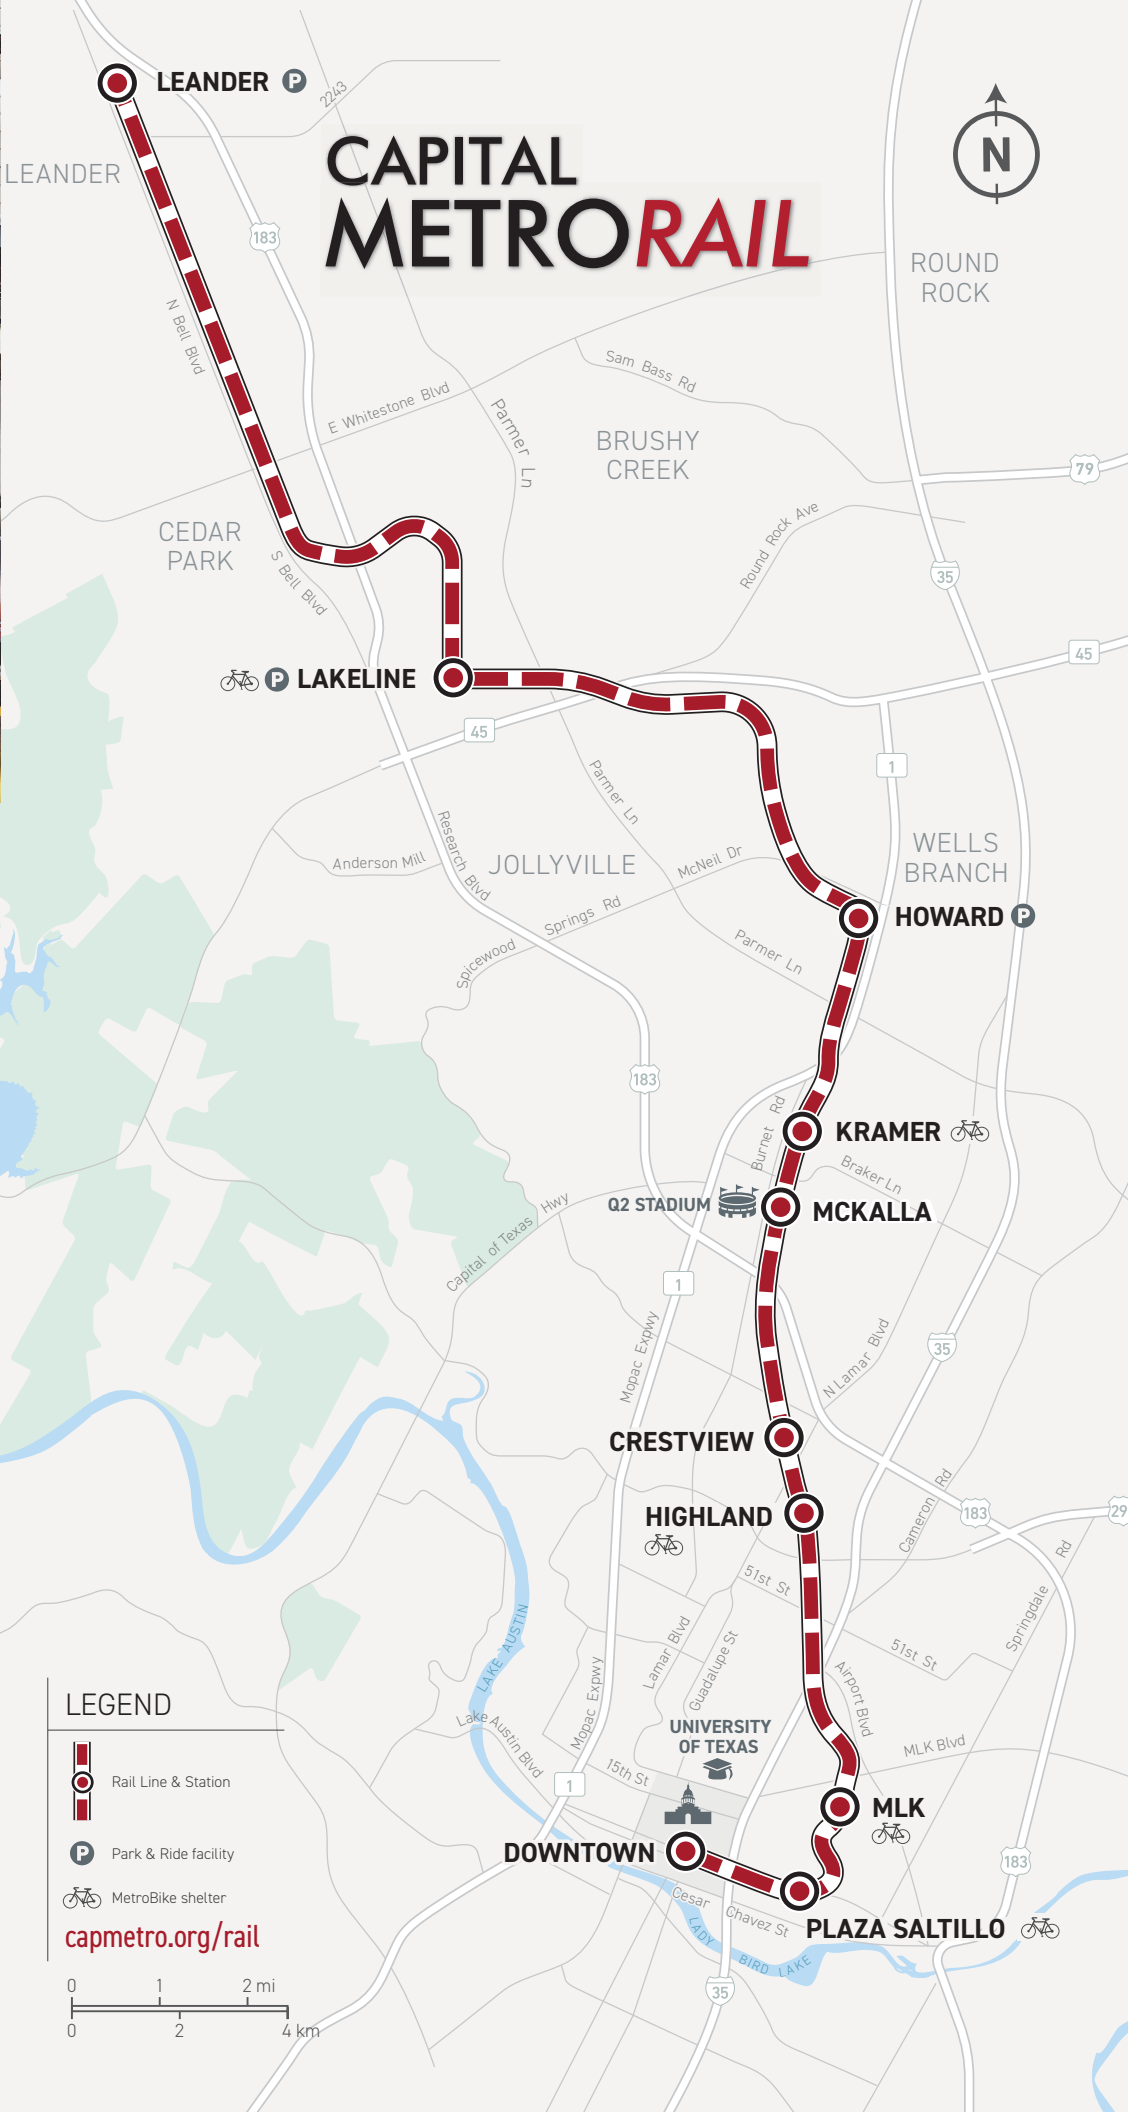 LEANDER
P
2243
CAPITAL
METRORAIL
N
LEANDER
183
ROUND
ROCK
N Bell Blvd
Sam Bass Rd
E Whitestone Blvd
Parmer Ln
BRUSHY
CREEK
79
CEDAR
PARK
Round Rock Ave
S Bell Blvd
35
45
P LAKELINE
45
1
Parmer Ln
Research Blvd
Anderson Mill
JOLLYVILLE
McNeil Dr
WELLS
BRANCH
HOWARD P
Springs Rd
Spicewood
Parmer Ln
183
Burnet Rd
KRAMER
Braker Ln
Q2 STADIUM
MCKALLA
Capital of Texas Hwy
1
Mopac Expwy
N Lamar Blvd
35
CRESTVIEW
Cameron Rd
HIGHLAND
183
29
51st St
Springdale Rd
LAKE AUSTIN
Lamar Blvd
Guadalupe St
51st St
Airport Blvd
Mopac Expwy
Lake Austin Blvd
UNIVERSITY
OF TEXAS
MLK Blvd
15th St
1
MLK
DOWNTOWN
183
Cesar Chavez St
PLAZA SALTILLO
LADY BIRD LAKE
35
LEGEND
Rail Line & Station
P Park & Ride facility
MetroBike shelter
capmetro.org/rail
0 1 2 mi
0 2 4 km